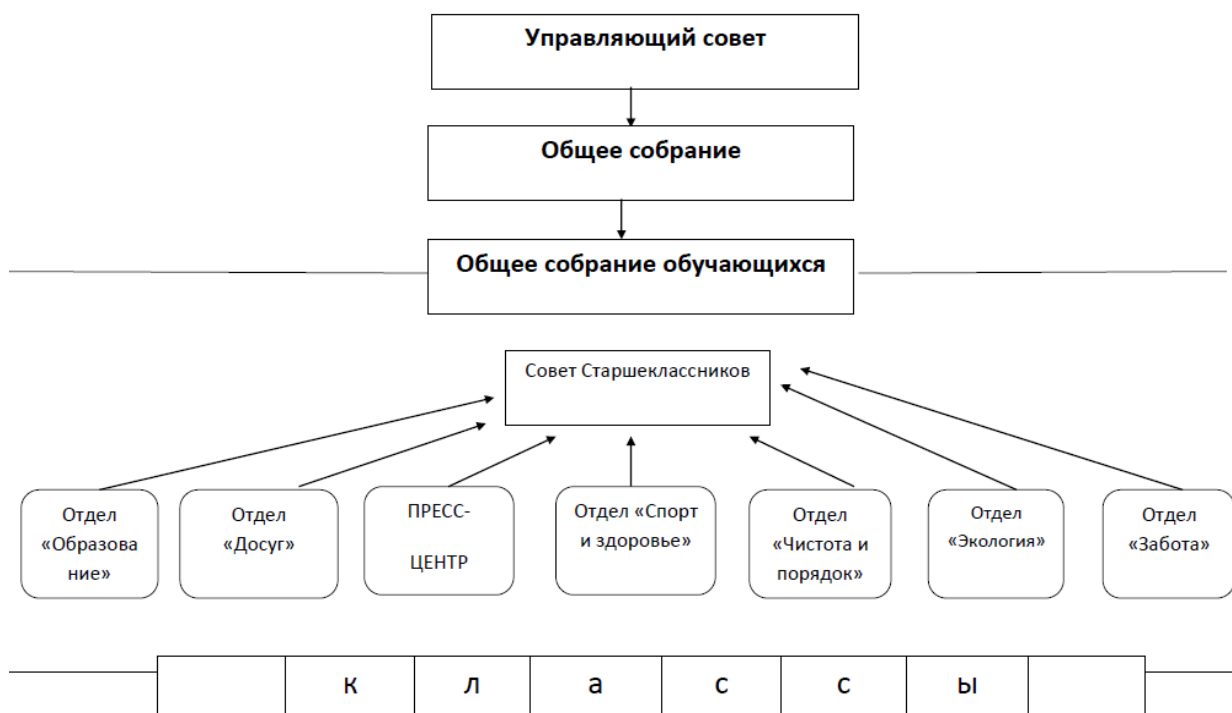 Управляющий совет
Общее собрание
Общее собрание обучающихся
Совет Старшеклассников
Отдел
«Образова
ние»
Отдел
«Досуг»
ПРЕСС-
ЦЕНТР
Отдел «Спорт
и здоровье»
Отдел
«Чистота и
порядок»
Отдел
«Экология»
Отдел
«Забота»
к л а с с ы